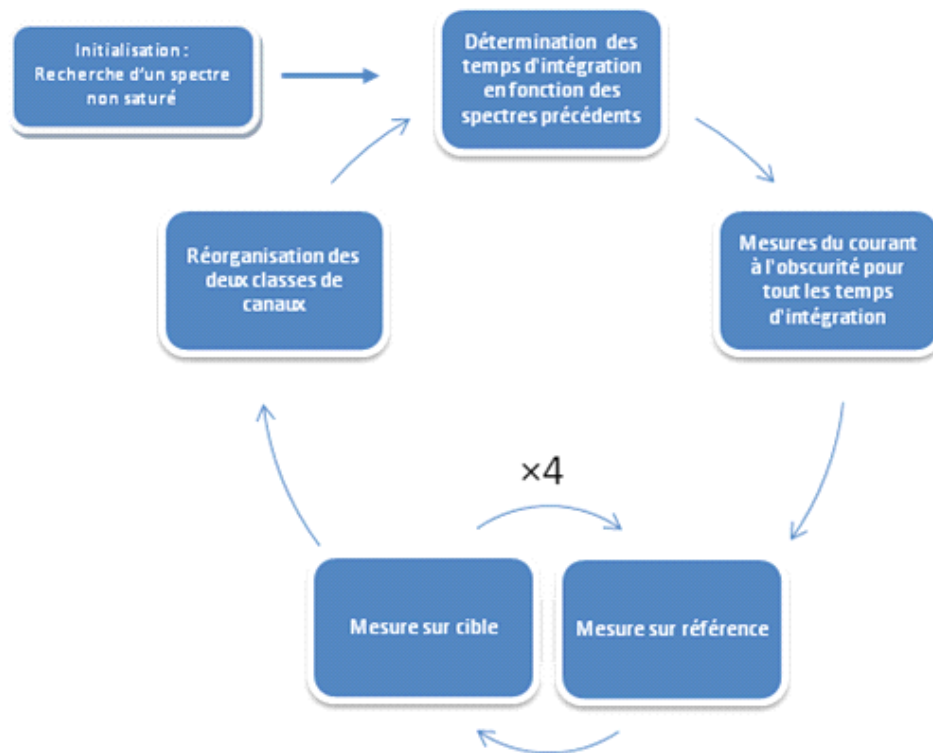 Initialisation :
Recherche d'un spectre
non saturé
Détermination des
temps d'intégration
en fonction des
spectres précédents
Réorganisation des
deux classes de
canaux
Mesures du courant
à l'obscurité pour
tout les temps
d'intégration
×4
Mesure sur cible
Mesure sur référence